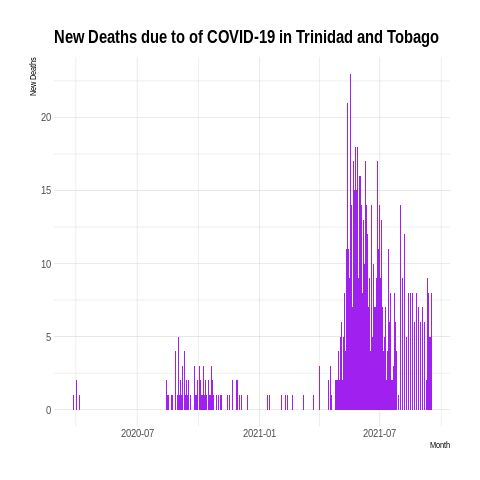 New Deaths due to of COVID-19 in Trinidad and Tobago
New Deaths
20
15
10
5
0
2020-07
2021-01
2021-07
Month